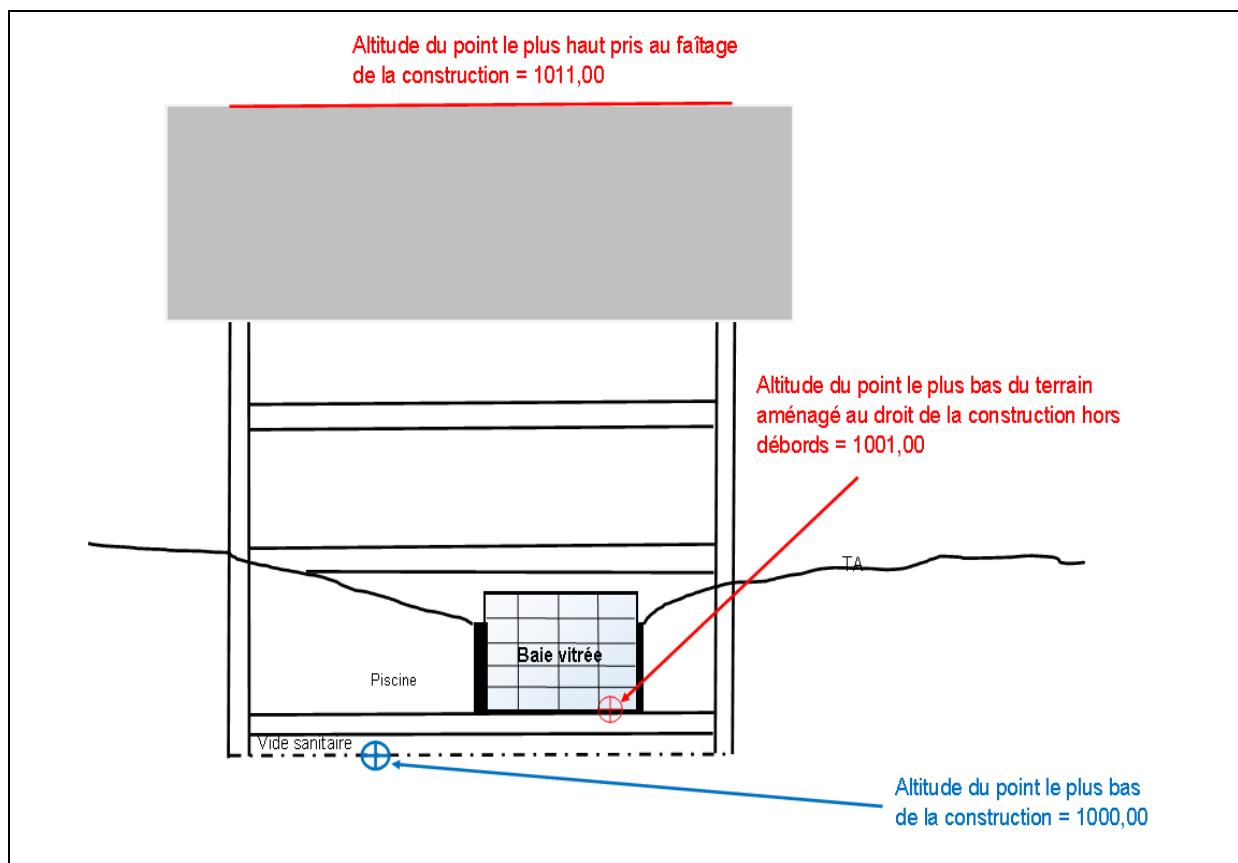 Altitude du point le plus haut pris au faîtage
de la construction = 1011,00
Altitude du point le plus bas du terrain
aménagé au droit de la construction hors
débords = 1001,00
TA
Baie vitrée
Piscine
Vide sanitaire
Altitude du point le plus bas
de la construction = 1000,00